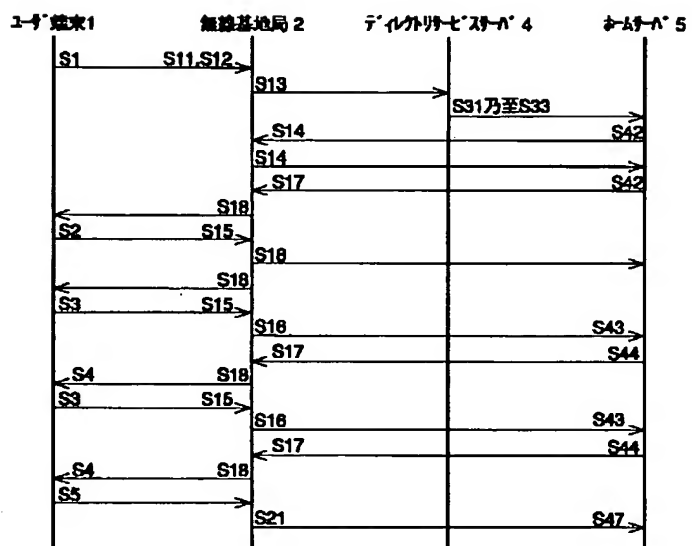 ユーザ端末1 無線基地局 2 ディレクトリサービスサーバ 4 ホームサーバ 5
S1 S11,S12
S13
S31乃至S33
S14 S42
S14
S17 S42
S18
S2 S15
S18
S18
S3 S15
S16 S43
S17 S44
S4 S18
S3 S15
S16 S43
S17 S44
S4 S18
S5
S21 S47